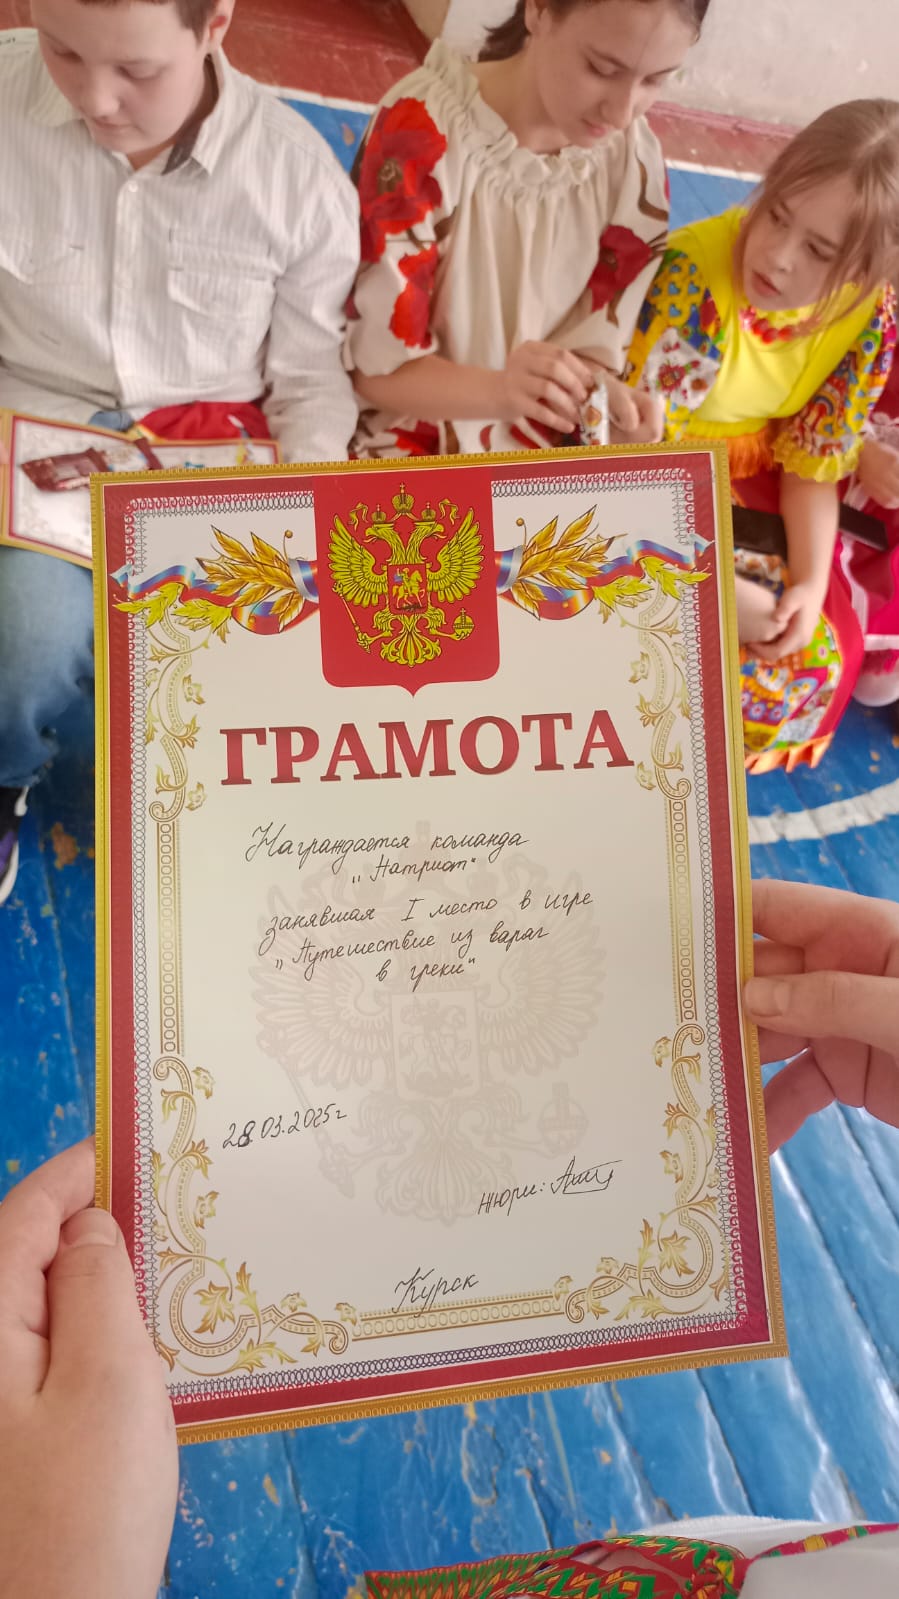 ГРАМОТА
Награждается команда
„Патриот"
занявшая I место в игре
„Путешествие из варяг
в греки"
28.03.2025г
жюри:
Курск